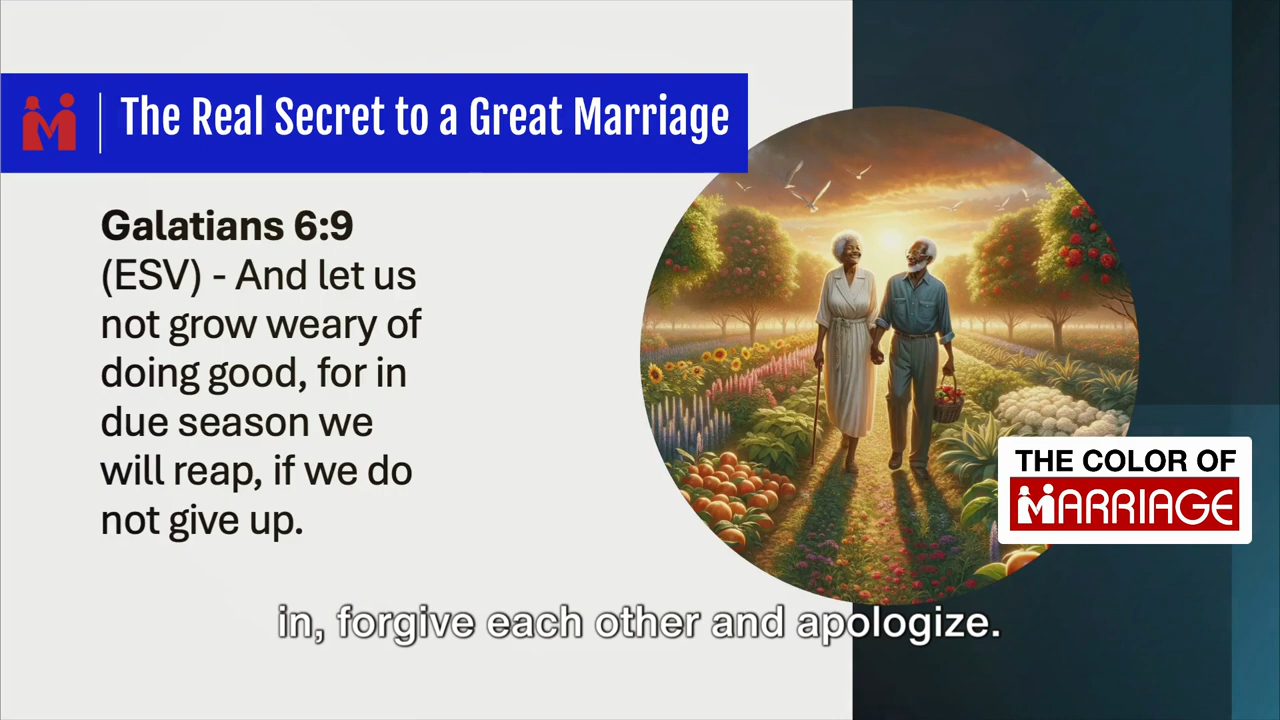 The Real Secret to a Great Marriage
Galatians 6:9
(ESV) - And let us
not grow weary of
doing good, for in
due season we
will reap, if we do
not give up.
THE COLOR OF
MARRIAGE
in, forgive each other and apologize.